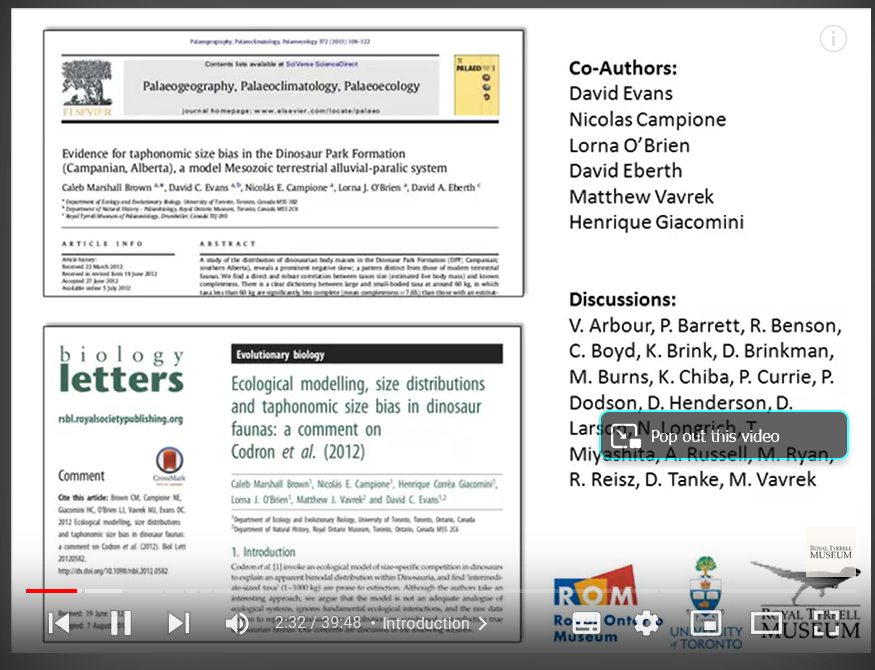 Palaeogeography, Palaeoclimatology, Palaeoecology 372 (2013) 108–122
Contents lists available at SciVerse ScienceDirect
Palaeogeography, Palaeoclimatology, Palaeoecology
journal homepage: www.elsevier.com/locate/palaeo
ELSEVIER
PALAEO
Evidence for taphonomic size bias in the Dinosaur Park Formation
(Campanian, Alberta), a model Mesozoic terrestrial alluvial-paralic system
Caleb Marshall Brown a,*, David C. Evans a,b, Nicolás E. Campione a, Lorna J. O'Brien a, David A. Eberth c
a Department of Ecology and Evolutionary Biology, University of Toronto, Toronto, Canada M5S 3B2
b Department of Natural History - Palaeobiology, Royal Ontario Museum, Toronto, Canada M5S 2C6
c Royal Tyrrell Museum of Palaeontology, Drumheller, Canada T0J 0Y0
ARTICLE INFO
ABSTRACT
Article history:
Received 22 March 2012
Received in revised form 19 June 2012
Accepted 27 June 2012
Available online 5 July 2012
A study of the distribution of dinosaurian body masses in the Dinosaur Park Formation (DPF; Campanian;
southern Alberta), reveals a prominent negative skew; a pattern distinct from those of modern terrestrial
faunas. We find a direct and robust correlation between taxon size (estimated live body mass) and known
completeness. There is a clear dichotomy between large and small-bodied taxa at around 60 kg, in which
taxa less than 60 kg are significantly less complete (mean completeness=7.6%) than those with an estimat-
Co-Authors:
David Evans
Nicolas Campione
Lorna O'Brien
David Eberth
Matthew Vavrek
Henrique Giacomini
Discussions:
V. Arbour, P. Barrett, R. Benson,
C. Boyd, K. Brink, D. Brinkman,
M. Burns, K. Chiba, P. Currie, P.
Dodson, D. Henderson, D.
Larson, N. Longrich, T.
Miyashita, A. Russell, M. Ryan,
R. Reisz, D. Tanke, M. Vavrek
Pop out this video
biology
letters
rsbl.royalsocietypublishing.org
Comment
CrossMark
Cite this article: Brown CM, Campione NE,
Giacomini HC, O'Brien LJ, Vavrek MJ, Evans DC.
2012 Ecological modelling, size distributions
and taphonomic size bias in dinosaur faunas:
a comment on Codron et al. (2012). Biol Lett
20120582.
http://dx.doi.org/10.1098/rsbl.2012.0582
Received: 19 June
Accepted: 7 August
Evolutionary biology
Ecological modelling, size distributions
and taphonomic size bias in dinosaur
faunas: a comment on
Codron et al. (2012)
Caleb Marshall Brown1, Nicolás E. Campione1, Henrique Corrêa Giacomini1,
Lorna J. O'Brien1, Matthew J. Vavrek2 and David C. Evans1,2
1Department of Ecology and Evolutionary Biology, University of Toronto, Toronto, Ontario, Canada
2Department of Natural History, Royal Ontario Museum, Toronto, Ontario, Canada M5S 2C6
1. Introduction
Codron et al. [1] invoke an ecological model of size-specific competition in dinosaurs
to explain an apparent bimodal distribution within Dinosauria, and find 'intermedi-
ate-sized taxa' (1–1000 kg) are prone to extinction. Although the authors take an
interesting approach, we argue that the model is not an adequate analogue of
ecological systems, ignores fundamental ecological interactions, and the raw data
ROM
Royal Ontario
Museum
UNIVERSITY OF
TORONTO
ROYAL TYRRELL
MUSEUM
ROYAL TYRRELL
MUSEUM
2:32 / 39:48 • Introduction